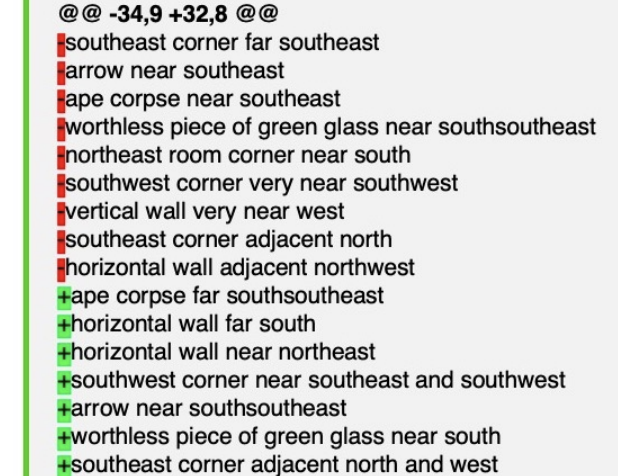 @@ -34,9 +32,8 @@
-southeast corner far southeast
-arrow near southeast
-ape corpse near southeast
-worthless piece of green glass near southsoutheast
-northeast room corner near south
-southwest corner very near southwest
-vertical wall very near west
-southeast corner adjacent north
-horizontal wall adjacent northwest
+ape corpse far southsoutheast
+horizontal wall far south
+horizontal wall near northeast
+southwest corner near southeast and southwest
+arrow near southsoutheast
+worthless piece of green glass near south
+southeast corner adjacent north and west